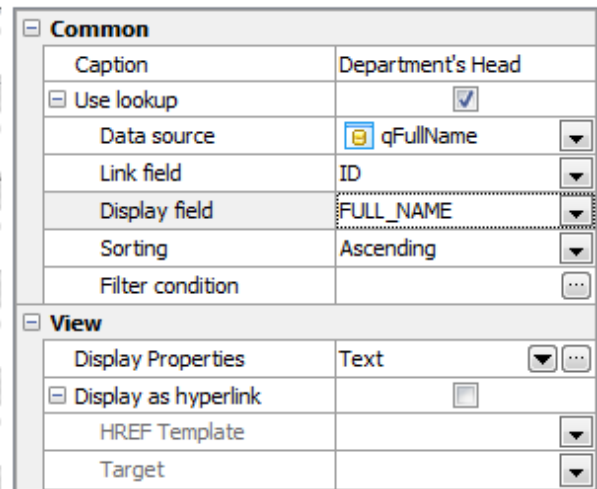 Common
Caption Department's Head
Use lookup
Data source qFullName
Link field ID
Display field FULL_NAME
Sorting Ascending
Filter condition
View
Display Properties Text
Display as hyperlink
HREF Template
Target